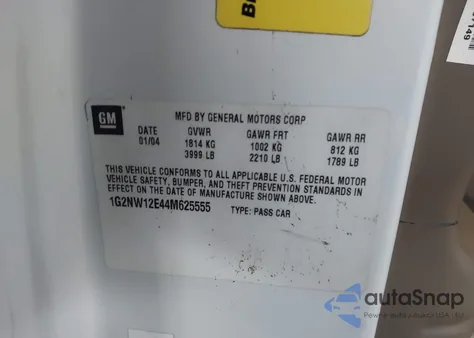 GM
MFD BY GENERAL MOTORS CORP
DATE GVWR GAWR FRT GAWR RR
01/04 1814 KG 1002 KG 812 KG
3999 LB 2210 LB 1789 LB
THIS VEHICLE CONFORMS TO ALL APPLICABLE U.S. FEDERAL MOTOR
VEHICLE SAFETY, BUMPER, AND THEFT PREVENTION STANDARDS IN
EFFECT ON THE DATE OF MANUFACTURE SHOWN ABOVE.
1G2NW12E44M625555 TYPE: PASS CAR
autoSnap